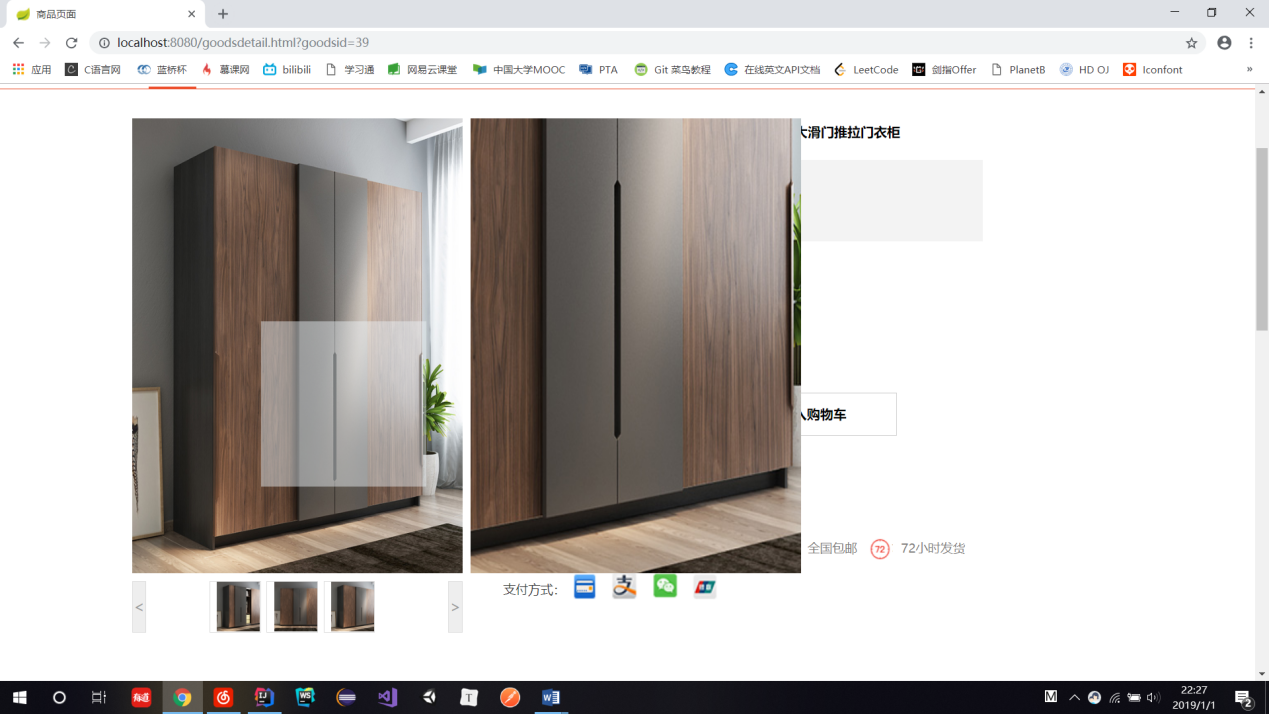 商品页面
localhost:8080/goodsdetail.html?goodsid=39
应用 C语言网 蓝桥杯 慕课网 bilibili 学习通 网易云课堂 中国大学MOOC PTA Git 菜鸟教程 在线英文API文档 LeetCode 剑指Offer PlanetB HD OJ Iconfont »
大滑门推拉门衣柜
入购物车
全国包邮 72 72小时发货
支付方式:
< >
有道 IJ WS T W M 22:27
2019/1/1 2